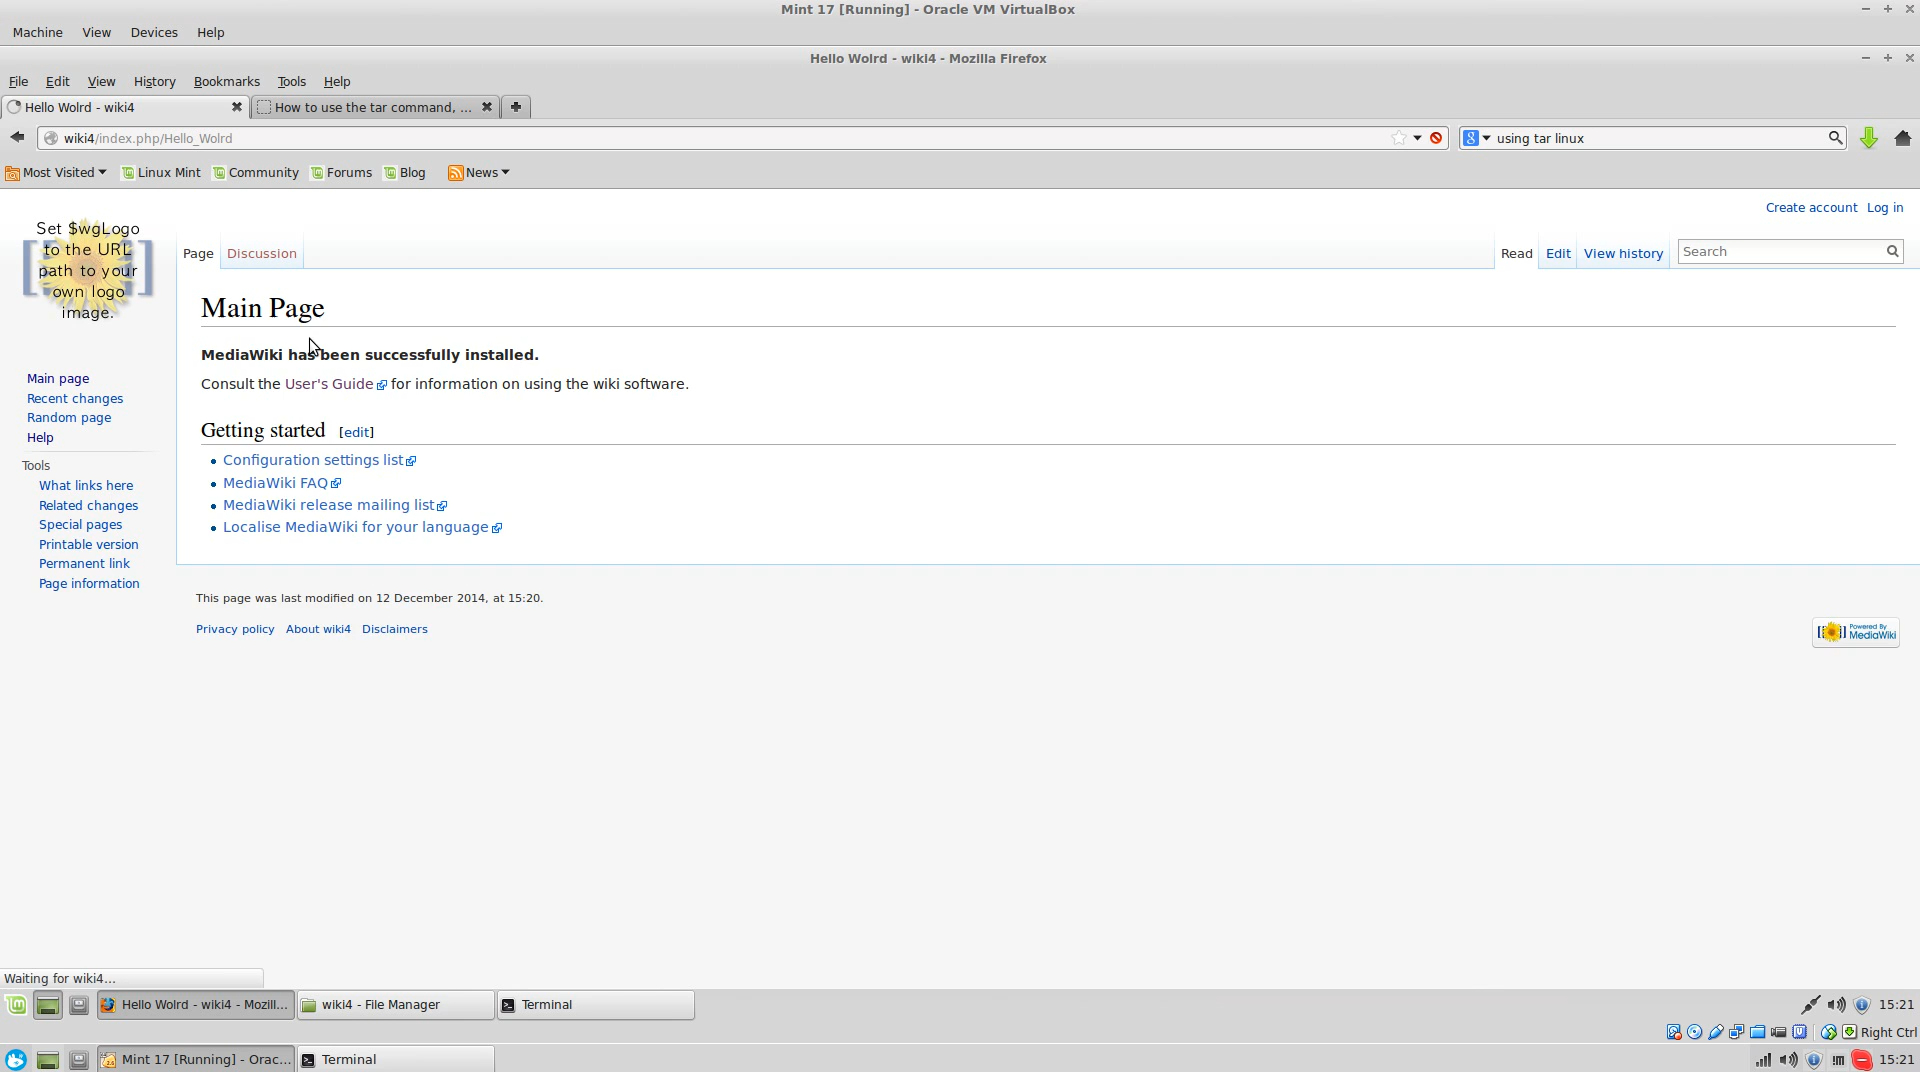 Mint 17 [Running] - Oracle VM VirtualBox
Machine View Devices Help
Hello Wolrd - wiki4 - Mozilla Firefox
File Edit View History Bookmarks Tools Help
Hello Wolrd - wiki4 How to use the tar command, ...
wiki4/index.php/Hello_Wolrd using tar linux
Most Visited Linux Mint Community Forums Blog News
Create account Log in
Set $wgLogo
to the URL
path to your
own logo
image.
Page Discussion Read Edit View history Search
Main Page
MediaWiki has been successfully installed.
Consult the User's Guide for information on using the wiki software.
Getting started [edit]
Configuration settings list
MediaWiki FAQ
MediaWiki release mailing list
Localise MediaWiki for your language
Main page
Recent changes
Random page
Help
Tools
What links here
Related changes
Special pages
Printable version
Permanent link
Page information
This page was last modified on 12 December 2014, at 15:20.
Privacy policy About wiki4 Disclaimers
Powered By
MediaWiki
Waiting for wiki4...
Hello Wolrd - wiki4 - Mozill... wiki4 - File Manager Terminal 15:21
Right Ctrl
Mint 17 [Running] - Orac... Terminal 15:21